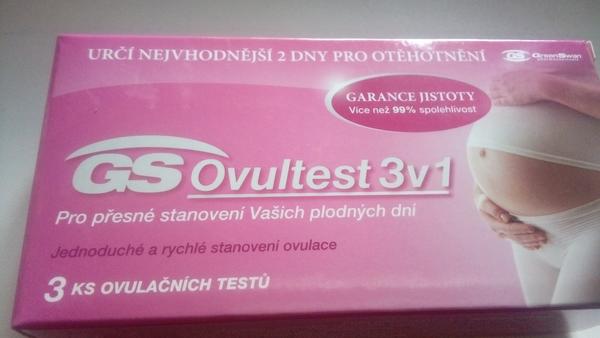 URČÍ NEJVHODNĚJŠÍ 2 DNY PRO OTĚHOTNĚNÍ
GS GreenSwan
GARANCE JISTOTY
Více než 99% spolehlivost
GS Ovultest 3v1
Pro přesné stanovení Vašich plodných dní
Jednoduché a rychlé stanovení ovulace
3 KS OVULAČNÍCH TESTŮ